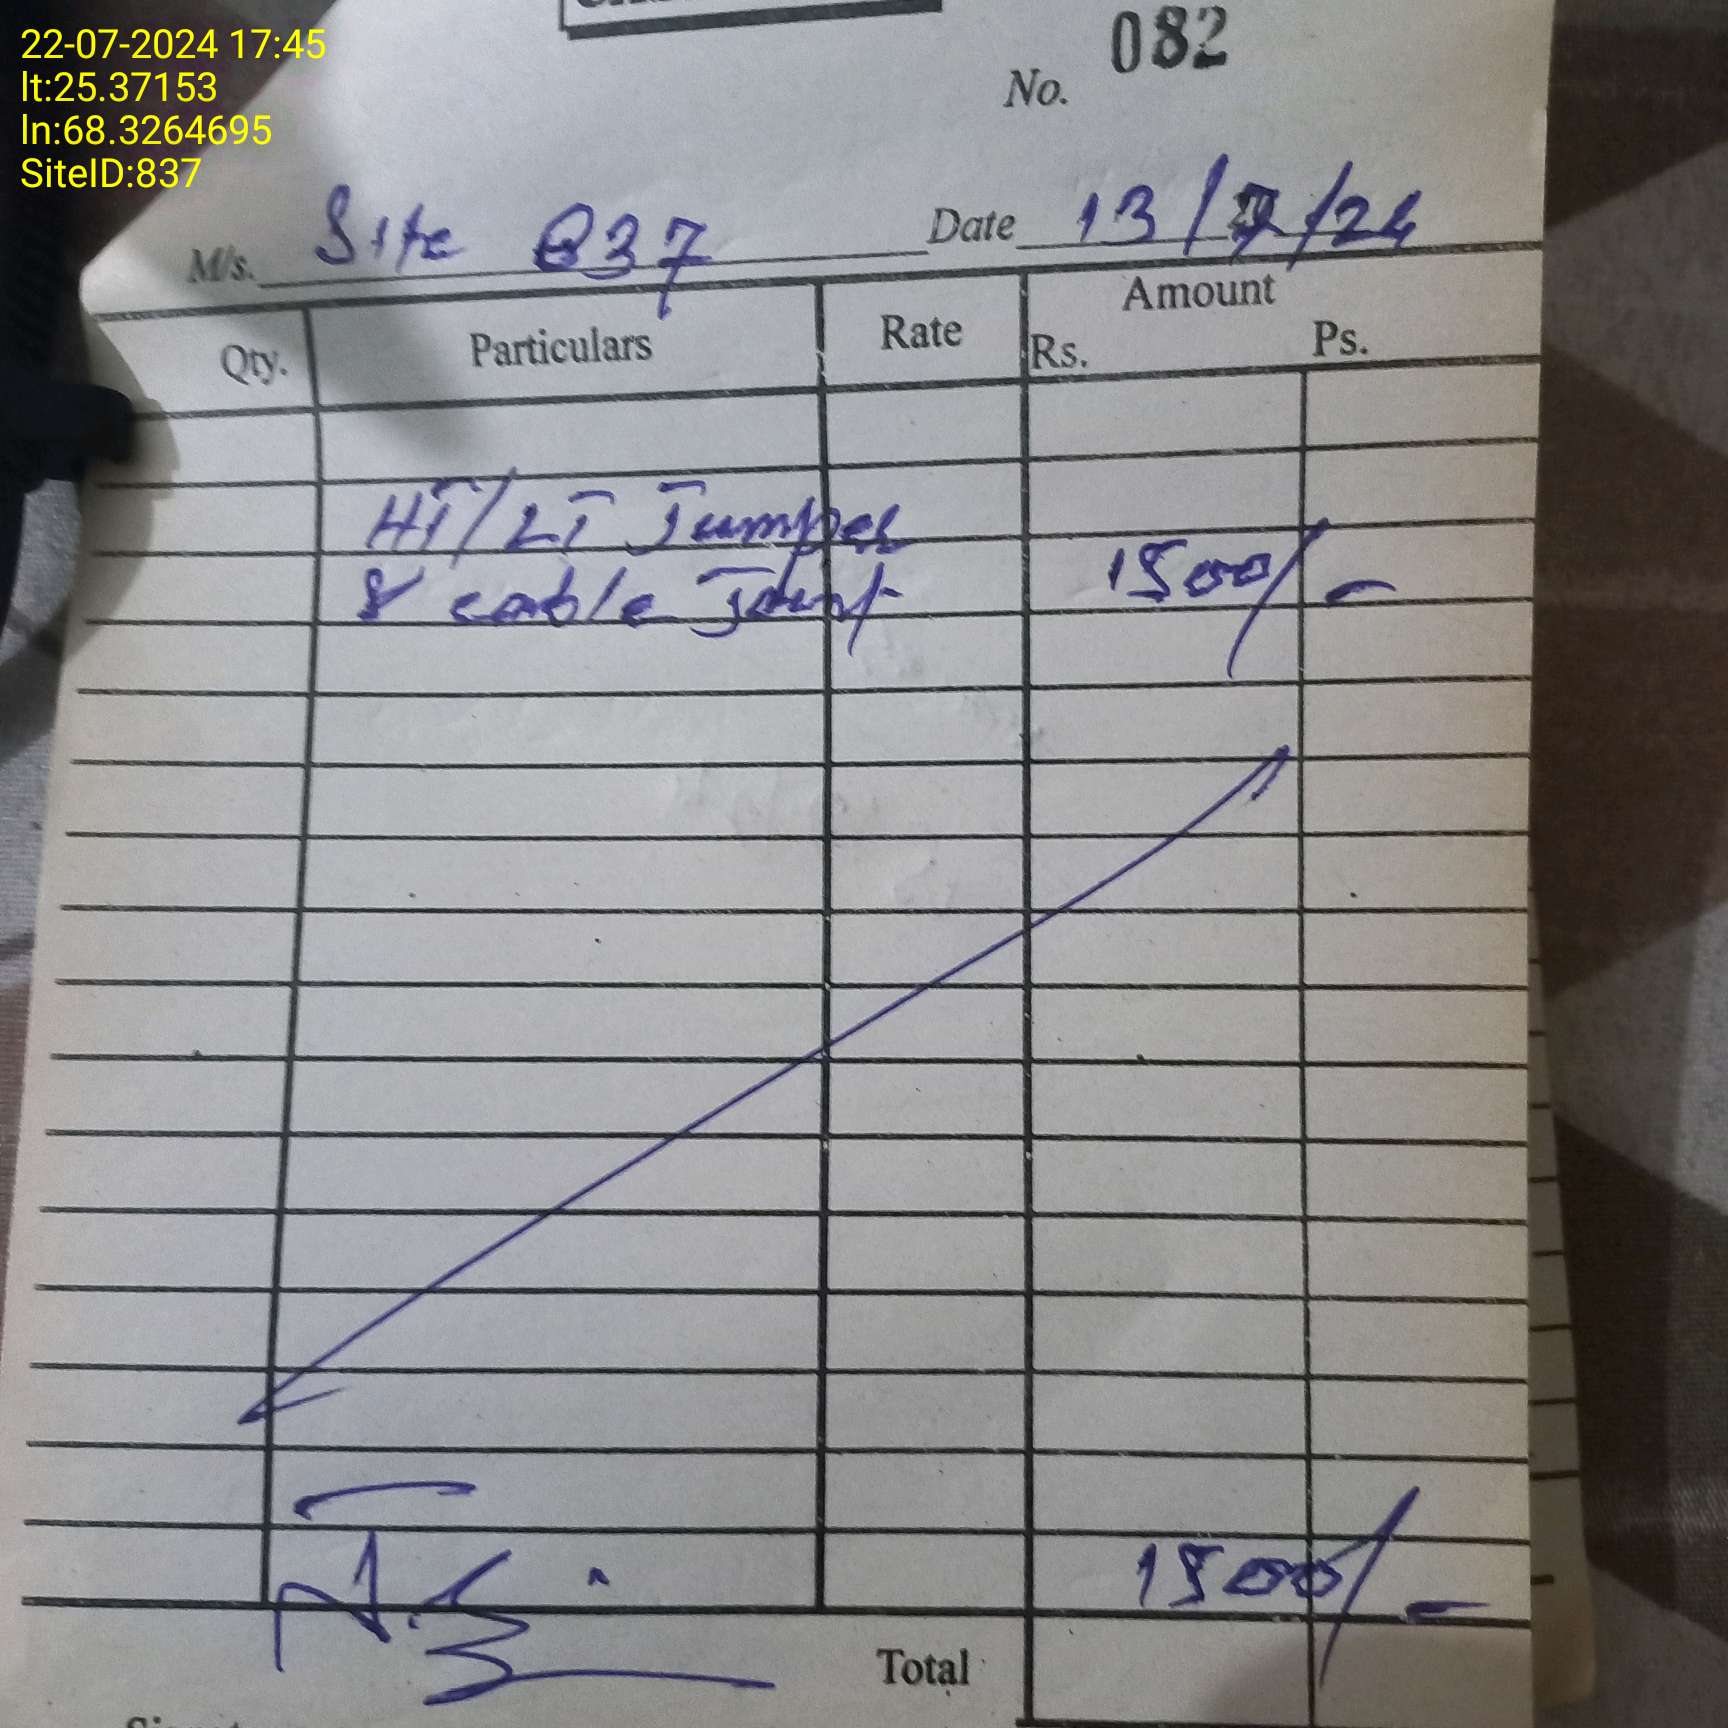 22-07-2024 17:45
lt:25.37153
ln:68.3264695
SiteID:837
No. 082
M/s. Site 837 Date 13/7/24
Qty. Particulars Rate Amount
Rs. Ps.
HT/LT Jumper
& cable Joint 1500/-
1500/-
Total